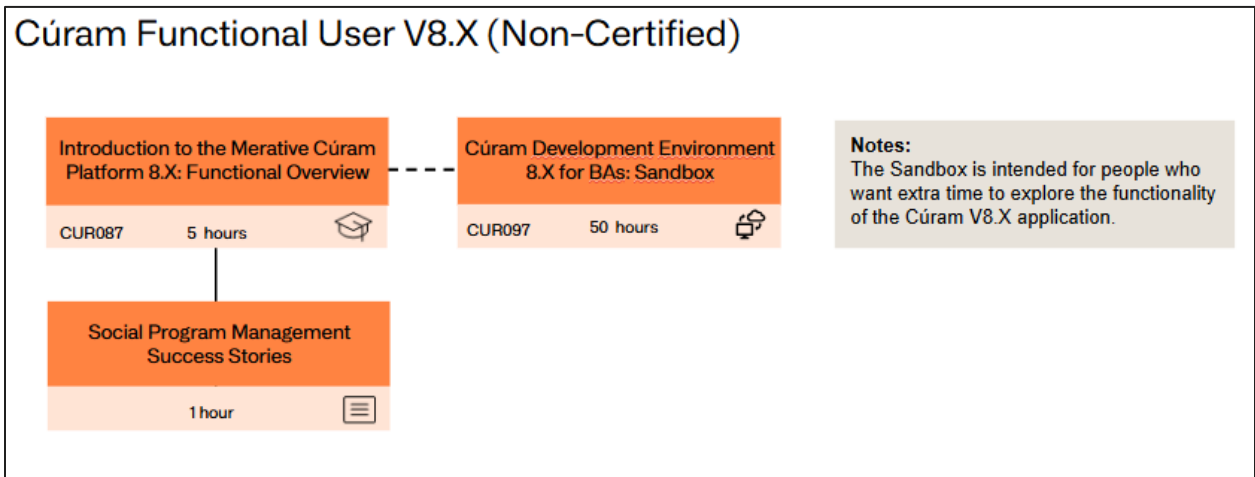 Cúram Functional User V8.X (Non-Certified)
Introduction to the Merative Cúram
Platform 8.X: Functional Overview
CUR087 5 hours
Cúram Development Environment
8.X for BAs: Sandbox
CUR097 50 hours
Notes:
The Sandbox is intended for people who
want extra time to explore the functionality
of the Cúram V8.X application.
Social Program Management
Success Stories
1 hour